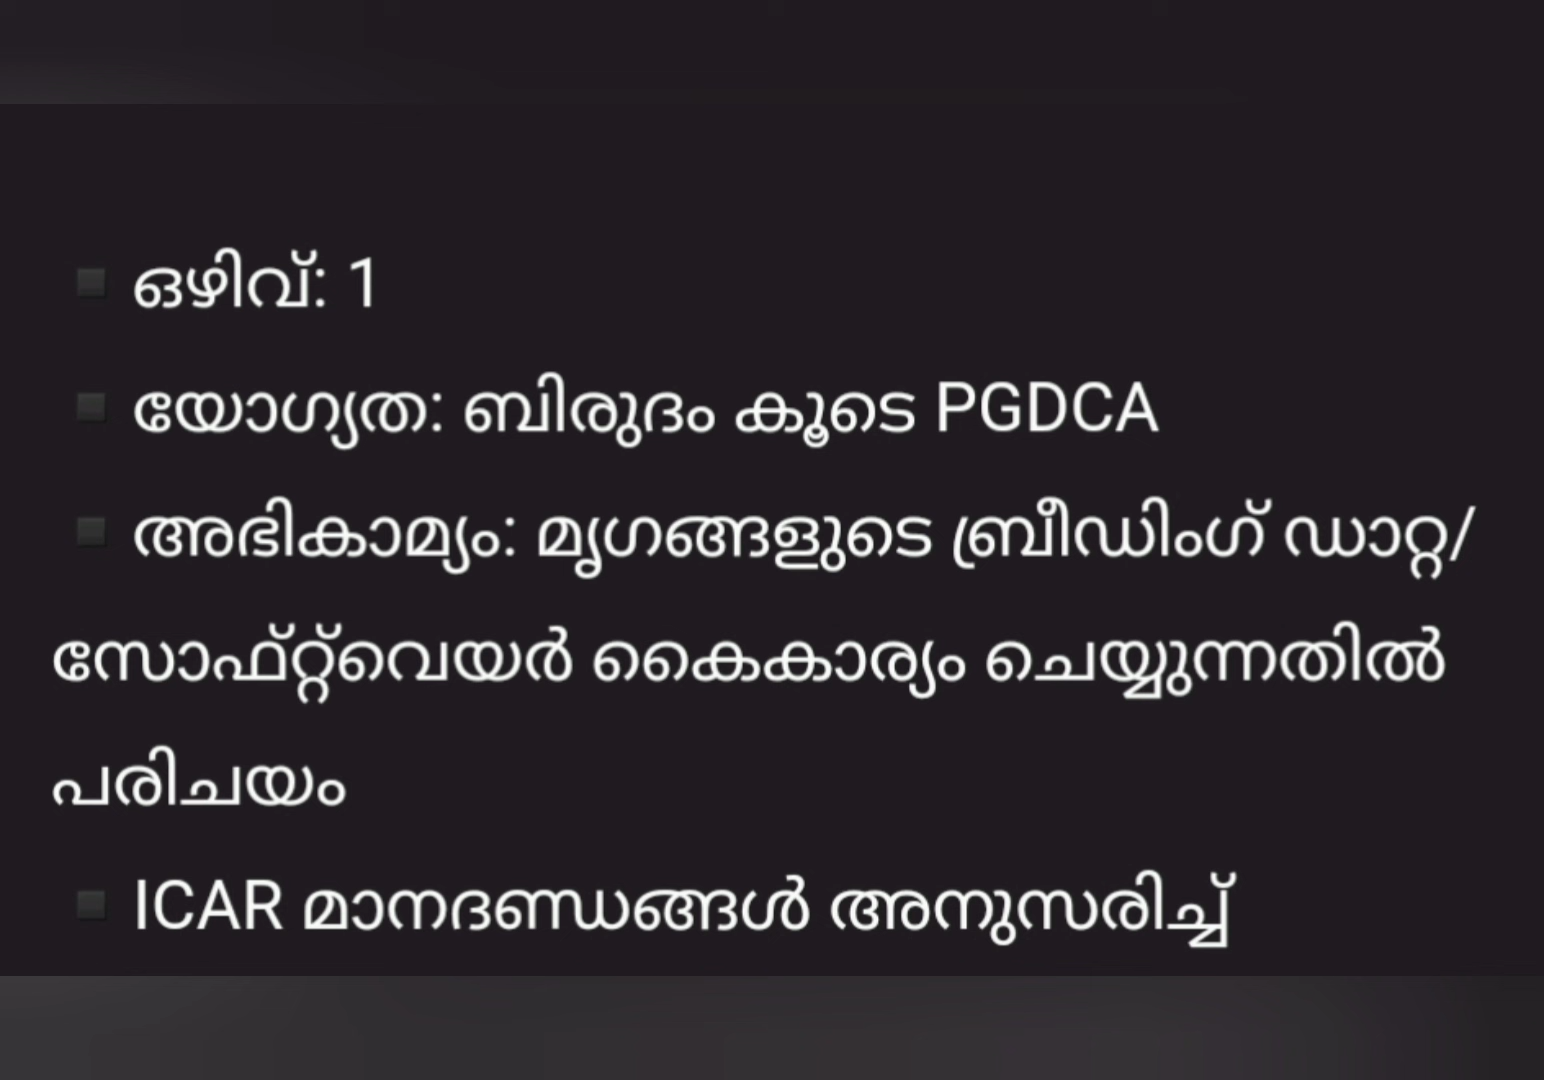 ▪ ഒഴിവ്: 1
▪ യോഗ്യത: ബിരുദം കൂടെ PGDCA
▪ അഭികാമ്യം: മൃഗങ്ങളുടെ ബ്രീഡിംഗ് ഡാറ്റ/
സോഫ്റ്റ്‌വെയർ കൈകാര്യം ചെയ്യുന്നതിൽ
പരിചയം
▪ ICAR മാനദണ്ഡങ്ങൾ അനുസരിച്ച്